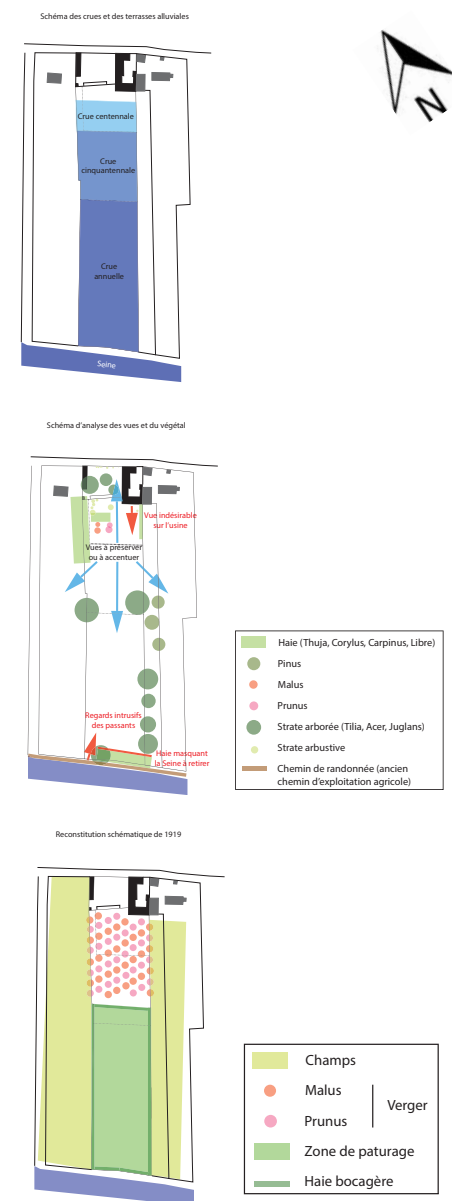 Schéma des crues et des terrasses alluviales
N
Crue centennale
Crue
cinquantennale
Crue
annuelle
Seine
Schéma d'analyse des vues et du végétal
Vue indésirable
sur l'usine
Vues à préserver
ou à accentuer
Regards intrusifs
des passants
Haie masquant
la Seine à retirer
Haie (Thuja, Corylus, Carpinus, Libre)
Pinus
Malus
Prunus
Strate arborée (Tilia, Acer, Juglans)
Strate arbustive
Chemin de randonnée (ancien
chemin d'exploitation agricole)
Reconstitution schématique de 1919
Champs
Malus
Verger
Prunus
Zone de paturage
Haie bocagère